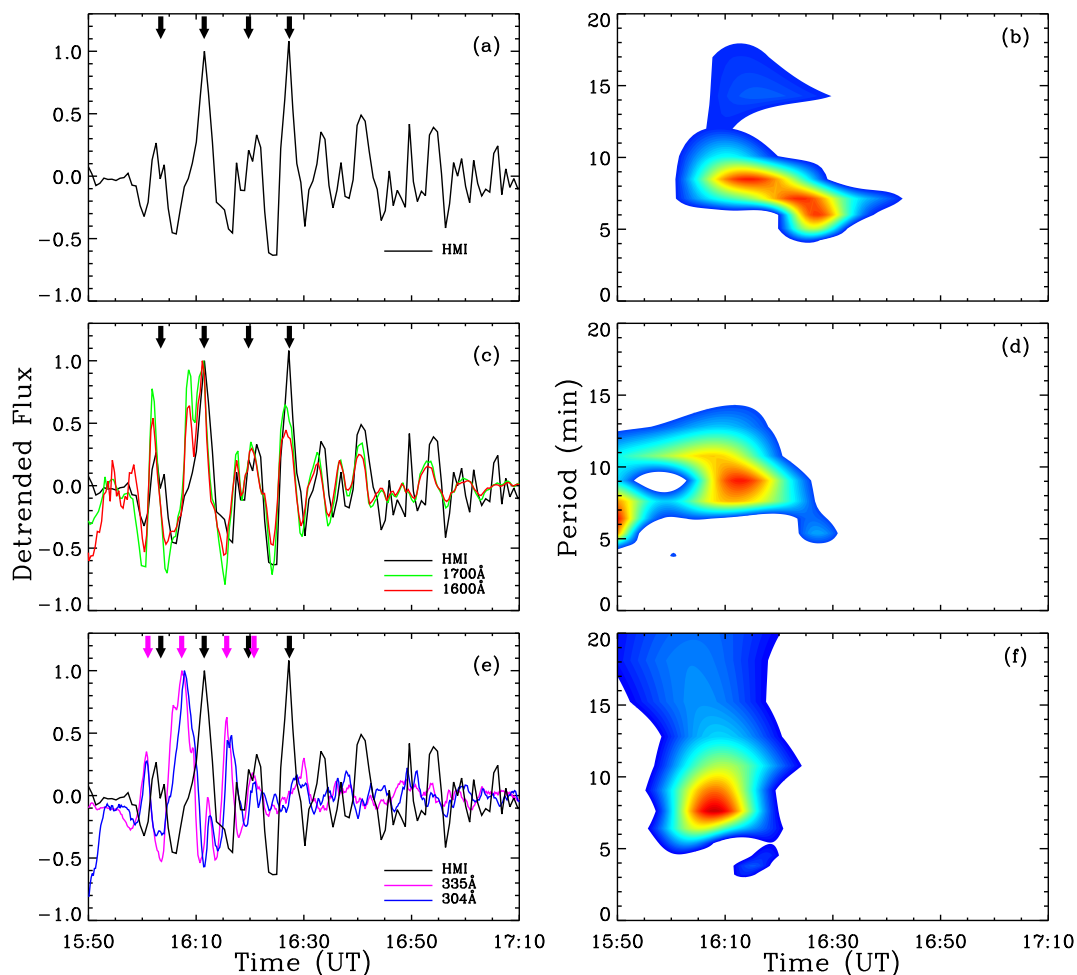 (a)
1.0
0.5
0.0
−0.5
−1.0
HMI
(b)
20
15
10
5
0
(c)
1.0
0.5
0.0
−0.5
−1.0
HMI
1700Å
1600Å
Detrended Flux
(d)
20
15
10
5
0
Period (min)
(e)
1.0
0.5
0.0
−0.5
−1.0
HMI
335Å
304Å
15:50 16:10 16:30 16:50 17:10
Time (UT)
(f)
20
15
10
5
0
15:50 16:10 16:30 16:50 17:10
Time (UT)